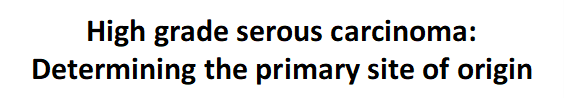 High grade serous carcinoma:
Determining the primary site of origin